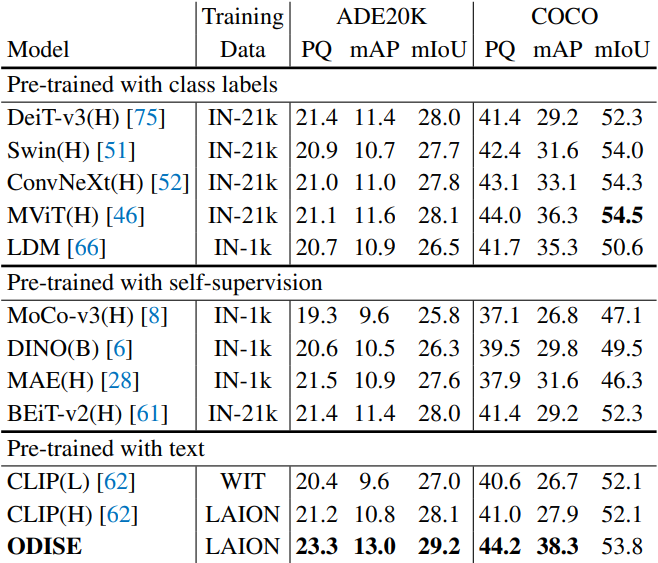 Training ADE20K COCO
Model Data PQ mAP mIoU PQ mAP mIoU
Pre-trained with class labels
DeiT-v3(H) [75] IN-21k 21.4 11.4 28.0 41.4 29.2 52.3
Swin(H) [51] IN-21k 20.9 10.7 27.7 42.4 31.6 54.0
ConvNeXt(H) [52] IN-21k 21.0 11.0 27.8 43.1 33.1 54.3
MViT(H) [46] IN-21k 21.1 11.6 28.1 44.0 36.3 54.5
LDM [66] IN-1k 20.7 10.9 26.5 41.7 35.3 50.6
Pre-trained with self-supervision
MoCo-v3(H) [8] IN-1k 19.3 9.6 25.8 37.1 26.8 47.1
DINO(B) [6] IN-1k 20.6 10.5 26.3 39.5 29.8 49.5
MAE(H) [28] IN-1k 21.5 10.9 27.6 37.9 31.6 46.3
BEiT-v2(H) [61] IN-21k 21.4 11.4 28.0 41.4 29.2 52.3
Pre-trained with text
CLIP(L) [62] WIT 20.4 9.6 27.0 40.6 26.7 52.1
CLIP(H) [62] LAION 21.2 10.8 28.1 41.0 27.9 52.1
ODISE LAION 23.3 13.0 29.2 44.2 38.3 53.8